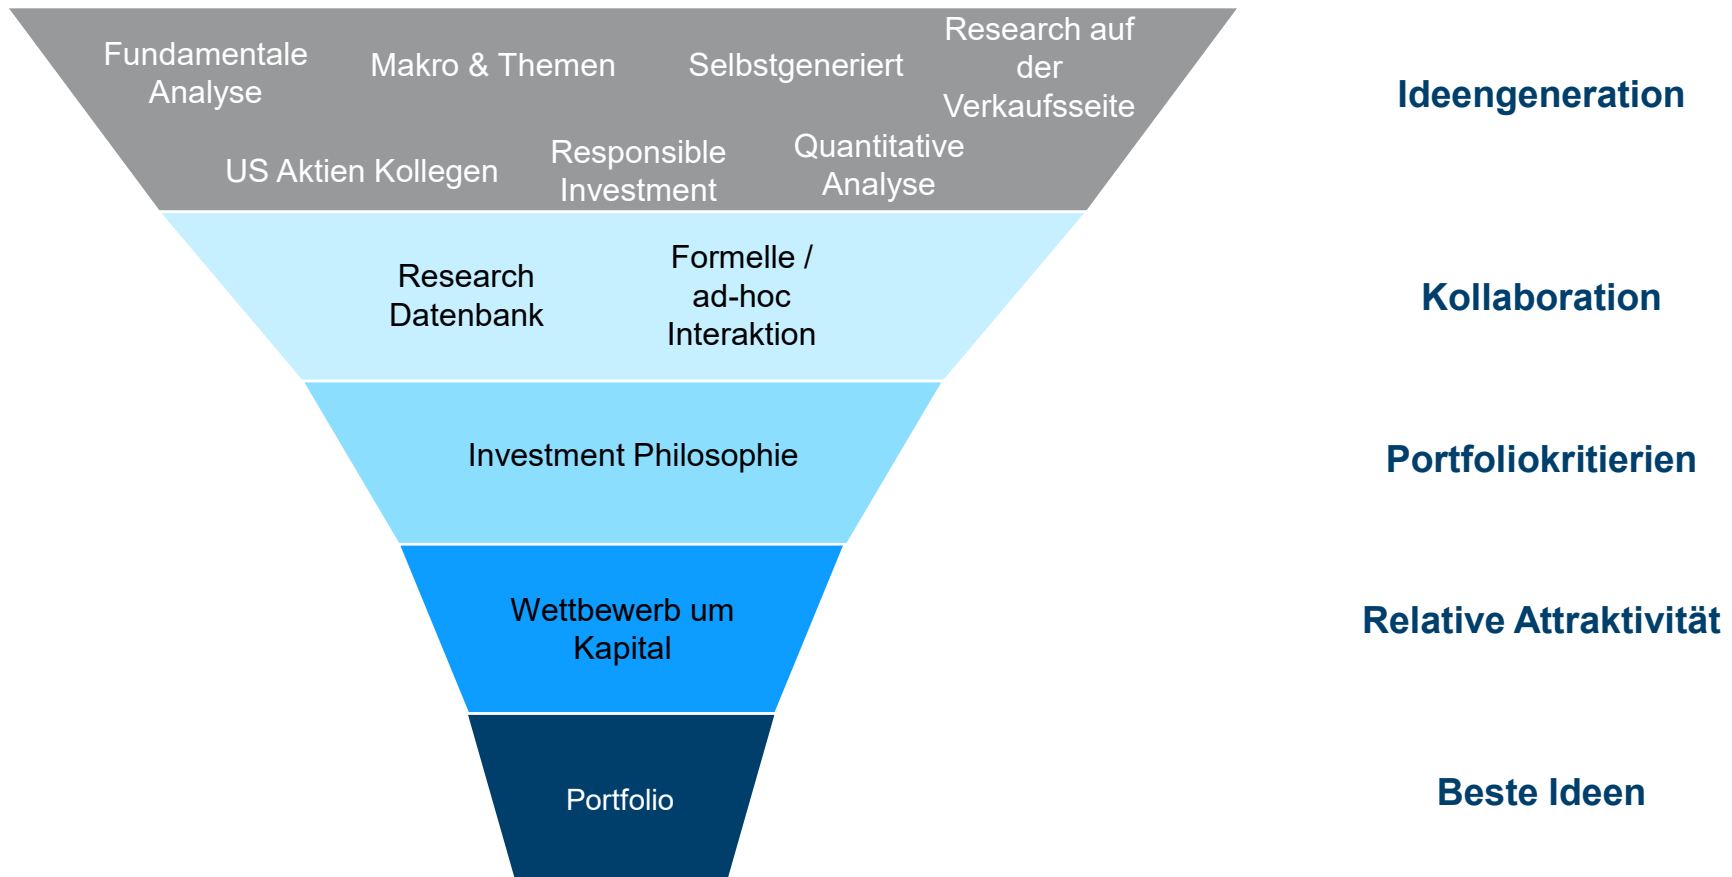 Fundamentale
Analyse
Makro & Themen
Selbstgeneriert
Research auf
der
Verkaufsseite
US Aktien Kollegen
Responsible
Investment
Quantitative
Analyse
Ideengeneration
Research
Datenbank
Formelle /
ad-hoc
Interaktion
Kollaboration
Investment Philosophie
Portfoliokritierien
Wettbewerb um
Kapital
Relative Attraktivität
Portfolio
Beste Ideen